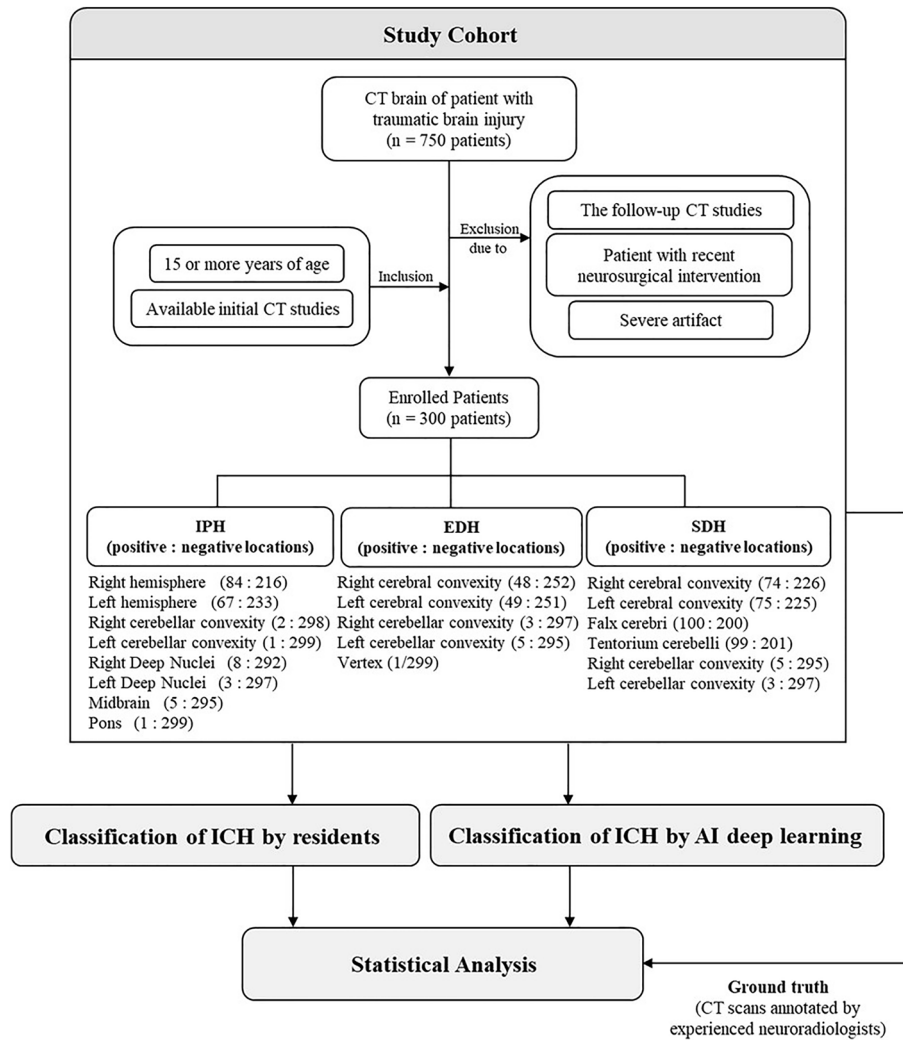 Study Cohort
CT brain of patient with
traumatic brain injury
(n = 750 patients)
Exclusion
due to
The follow-up CT studies
Patient with recent
neurosurgical intervention
Severe artifact
15 or more years of age
Available initial CT studies
Inclusion
Enrolled Patients
(n = 300 patients)
IPH
(positive : negative locations)
Right hemisphere (84 : 216)
Left hemisphere (67 : 233)
Right cerebellar convexity (2 : 298)
Left cerebellar convexity (1 : 299)
Right Deep Nuclei (8 : 292)
Left Deep Nuclei (3 : 297)
Midbrain (5 : 295)
Pons (1 : 299)
EDH
(positive : negative locations)
Right cerebral convexity (48 : 252)
Left cerebral convexity (49 : 251)
Right cerebellar convexity (3 : 297)
Left cerebellar convexity (5 : 295)
Vertex (1/299)
SDH
(positive : negative locations)
Right cerebral convexity (74 : 226)
Left cerebral convexity (75 : 225)
Falx cerebri (100 : 200)
Tentorium cerebelli (99 : 201)
Right cerebellar convexity (5 : 295)
Left cerebellar convexity (3 : 297)
Classification of ICH by residents
Classification of ICH by AI deep learning
Statistical Analysis
Ground truth
(CT scans annotated by
experienced neuroradiologists)